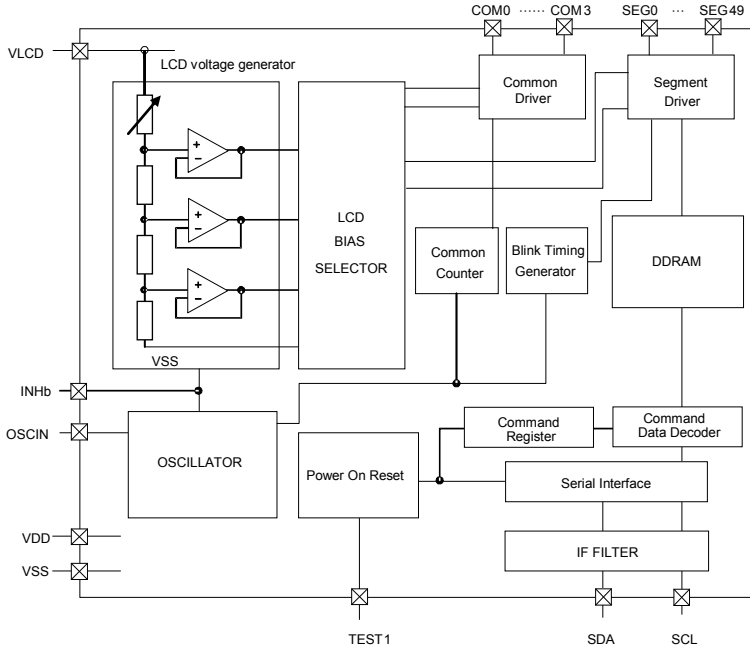 COM0 ······ COM3
SEG0 ··· SEG49
VLCD
LCD voltage generator
Common
Driver
Segment
Driver
+
−
+
−
+
−
LCD
BIAS
SELECTOR
Common
Counter
Blink Timing
Generator
DDRAM
VSS
INHb
OSCIN
OSCILLATOR
Power On Reset
Command
Register
Command
Data Decoder
Serial Interface
IF FILTER
VDD
VSS
TEST1
SDA
SCL